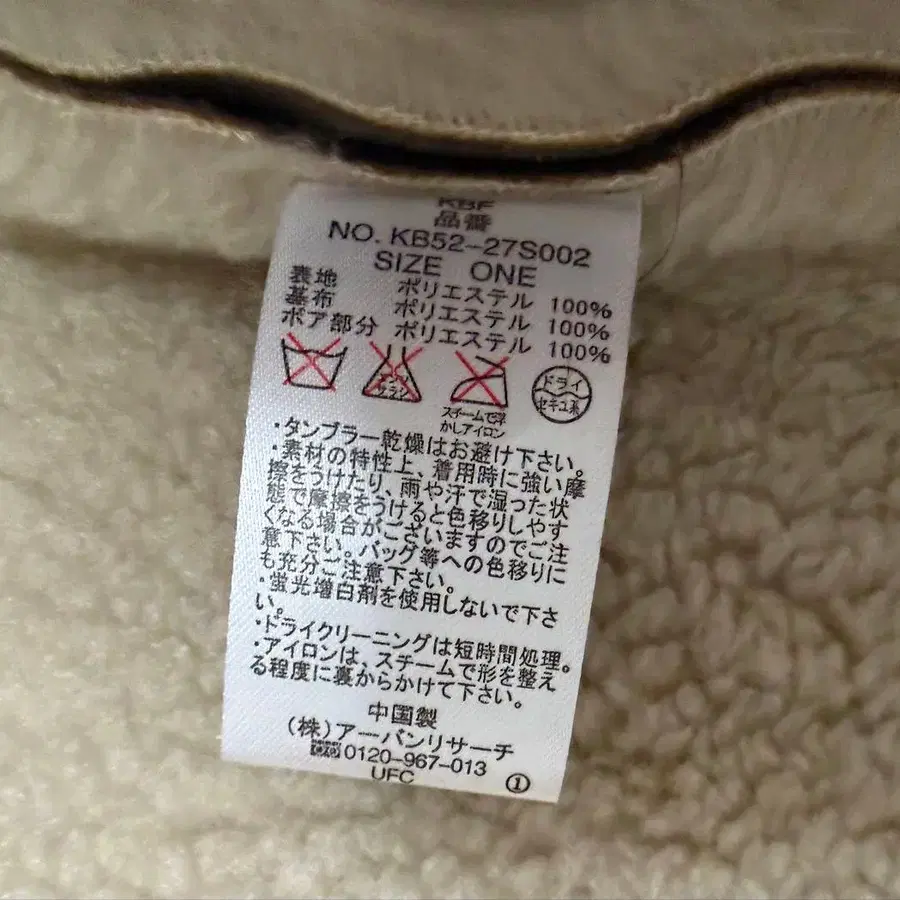 KBF
品番
NO. KB52-27S002
SIZE ONE
表地 ポリエステル 100%
基布 ポリエステル 100%
ボア部分 ポリエステル 100%
エンソ
サラシ
ドライ
セキユ系
スチームで浮
かしアイロン
・タンブラー乾燥はお避け下さい。
・素材の特性上、着用時に強い摩
擦をうけたり、雨や汗で湿った状
態で摩擦をうけると色移りしやす
くなる場合がございますのでご注
意下さい。バッグ等への色移りに
も充分ご注意下さい。
・蛍光増白剤を使用しないで下さ
い。
・ドライクリーニングは短時間処理。
・アイロンは、スチームで形を整え
る程度に裏からかけて下さい。
中国製
(株)アーバンリサーチ
0120-967-013
UFC
①